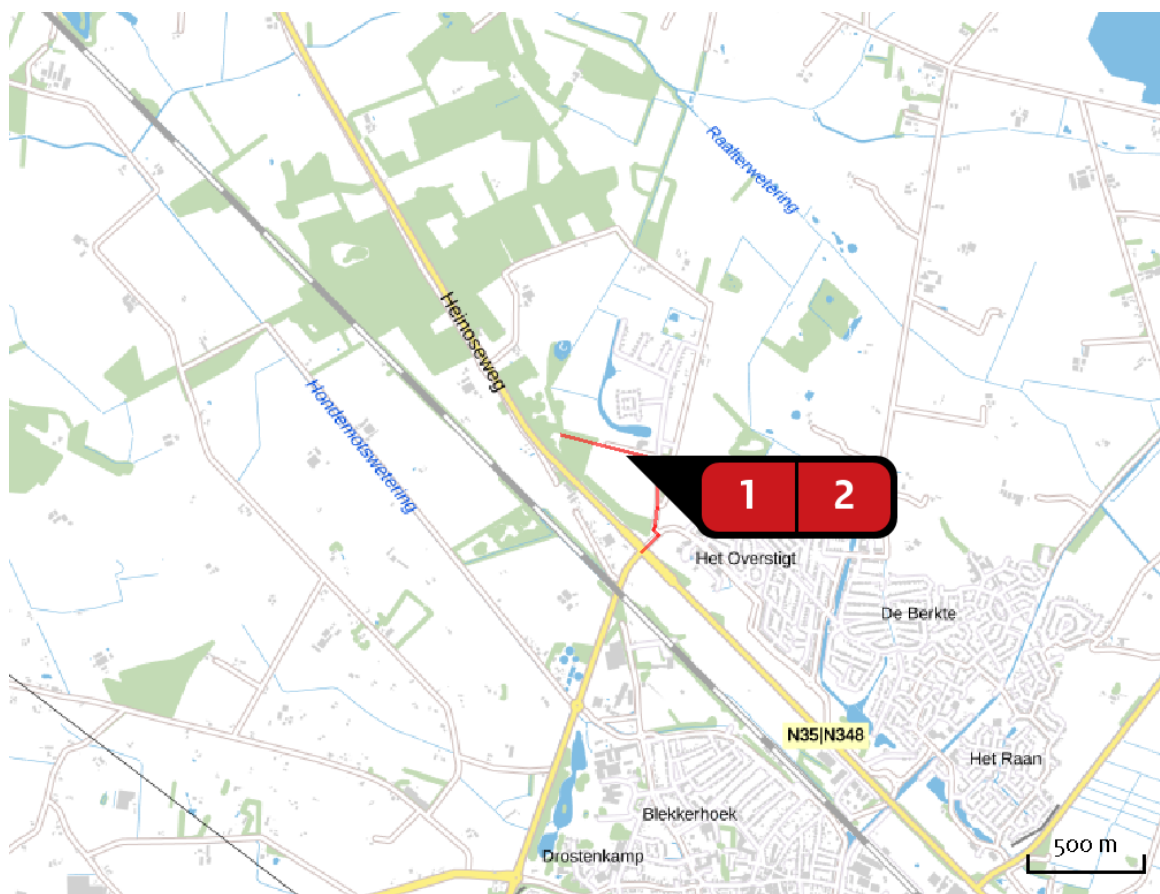 Raalterwetering
Heinoseweg
Hondemotswetering
1 2
Het Overstigt
De Berkte
N35|N348
Het Raan
Blekkerhoek
Drostenkamp
500 m